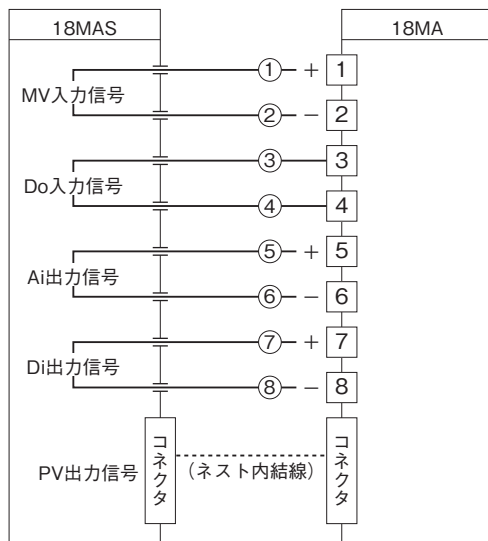 18MAS 18MA
① + 1
MV入力信号
② − 2
③ 3
Do入力信号
④ 4
⑤ + 5
Ai出力信号
⑥ − 6
⑦ + 7
Di出力信号
⑧ − 8
PV出力信号 コネクタ （ネスト内結線） コネクタ